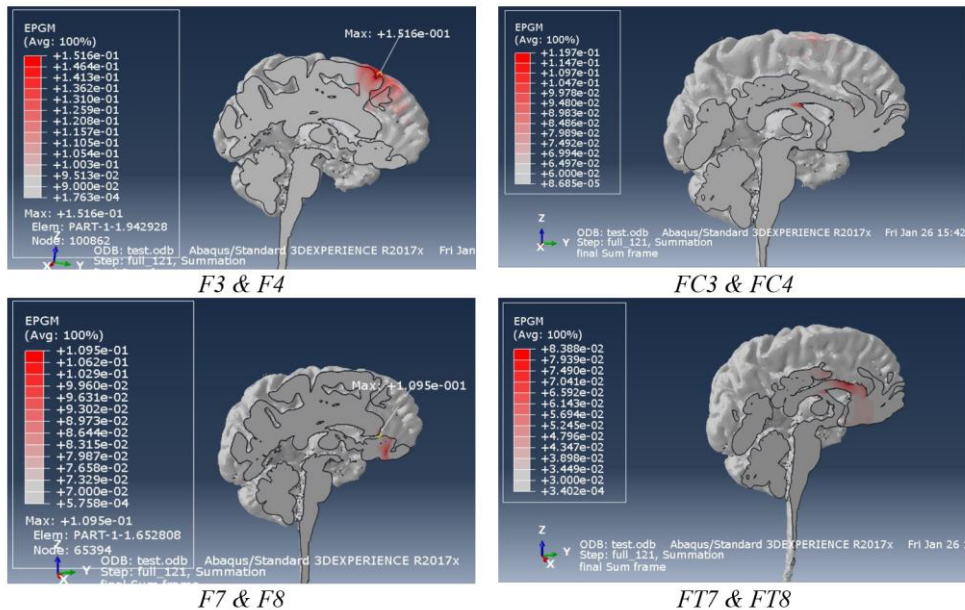 EPGM
(Avg: 100%)
+1.516e-01
+1.464e-01
+1.413e-01
+1.362e-01
+1.310e-01
+1.259e-01
+1.208e-01
+1.157e-01
+1.105e-01
+1.054e-01
+1.003e-01
+9.513e-02
+9.000e-02
+1.763e-04
Max: +1.516e-01
Elem: PART-1-1.942928
Node: 100862
Max: +1.516e-001
Z
Y
X
ODB: test.odb Abaqus/Standard 3DEXPERIENCE R2017x Fri Jan
Step: full_121, Summation
F3 & F4
EPGM
(Avg: 100%)
+1.197e-01
+1.147e-01
+1.097e-01
+1.047e-01
+9.978e-02
+9.480e-02
+8.983e-02
+8.486e-02
+7.989e-02
+7.492e-02
+6.994e-02
+6.497e-02
+6.000e-02
+8.685e-05
Z
Y
X
ODB: test.odb Abaqus/Standard 3DEXPERIENCE R2017x Fri Jan 26 15:42
Step: full_121, Summation
final Sum frame
FC3 & FC4
EPGM
(Avg: 100%)
+1.095e-01
+1.062e-01
+1.029e-01
+9.960e-02
+9.631e-02
+9.302e-02
+8.973e-02
+8.644e-02
+8.315e-02
+7.987e-02
+7.658e-02
+7.329e-02
+7.000e-02
+5.758e-04
Max: +1.095e-01
Elem: PART-1-1.652808
Node: 65394
Max: +1.095e-001
Z
Y
X
ODB: test.odb Abaqus/Standard 3DEXPERIENCE R2017x
Step: full_121, Summation
final Sum frame
F7 & F8
EPGM
(Avg: 100%)
+8.388e-02
+7.939e-02
+7.490e-02
+7.041e-02
+6.592e-02
+6.143e-02
+5.694e-02
+5.245e-02
+4.796e-02
+4.347e-02
+3.898e-02
+3.449e-02
+3.000e-02
+3.402e-04
Z
Y
X
ODB: test.odb Abaqus/Standard 3DEXPERIENCE R2017x Fri Jan 26
Step: full_121, Summation
final Sum frame
FT7 & FT8